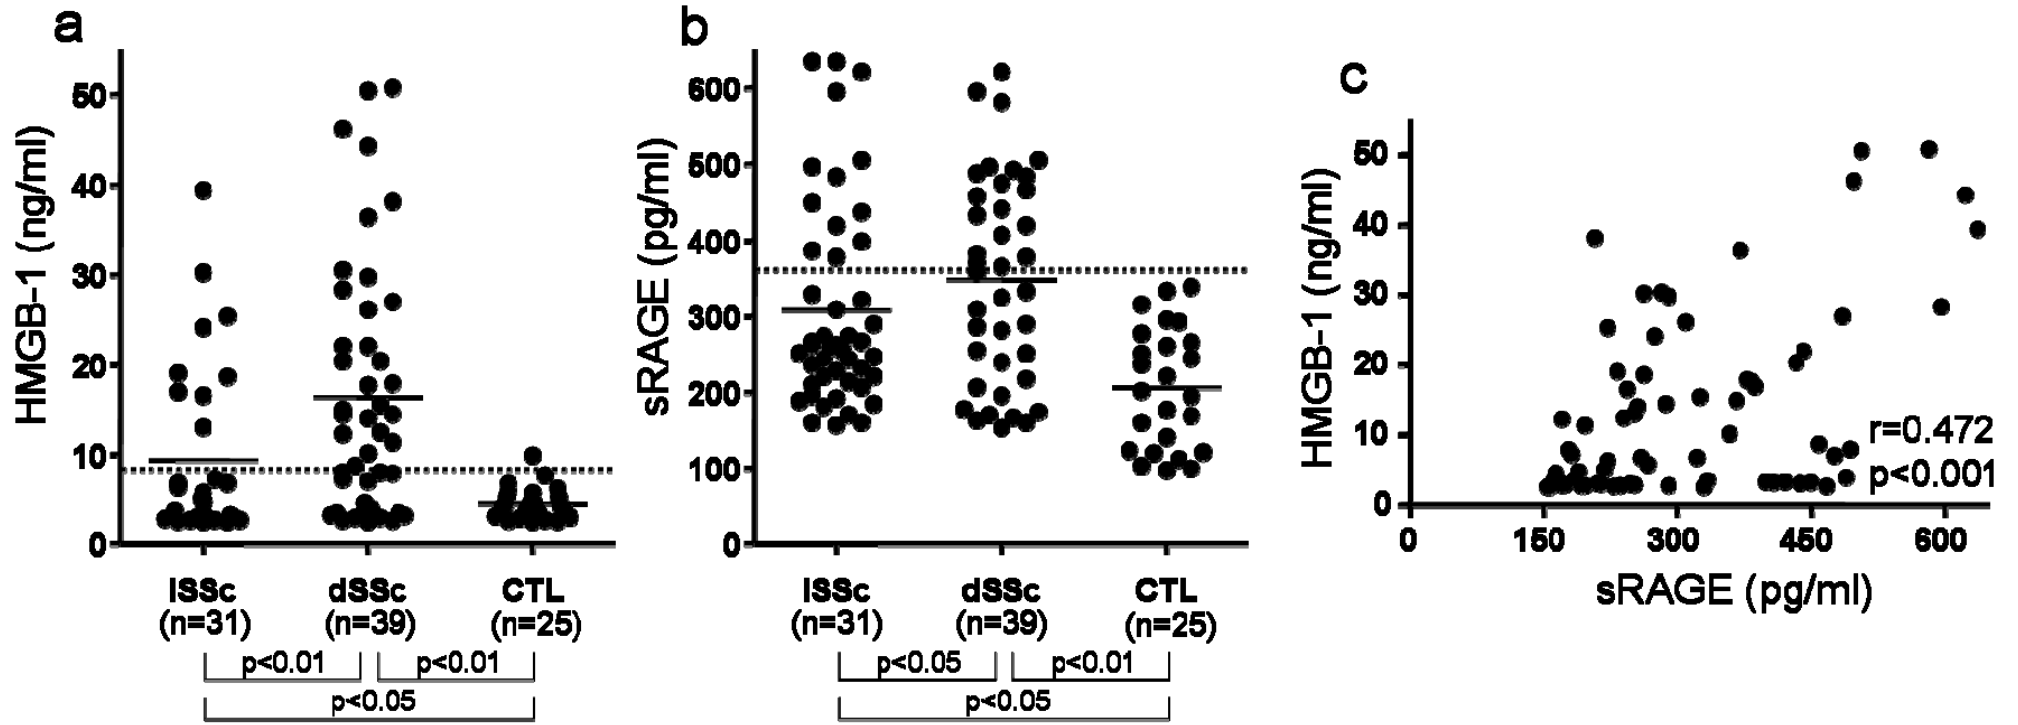 a
HMGB-1 (ng/ml)
50
40
30
20
10
0
lSSc
(n=31)
dSSc
(n=39)
CTL
(n=25)
p<0.01
p<0.01
p<0.05
b
sRAGE (pg/ml)
600
500
400
300
200
100
0
lSSc
(n=31)
dSSc
(n=39)
CTL
(n=25)
p<0.05
p<0.01
p<0.05
c
HMGB-1 (ng/ml)
50
40
30
20
10
0
r=0.472
p<0.001
0 150 300 450 600
sRAGE (pg/ml)